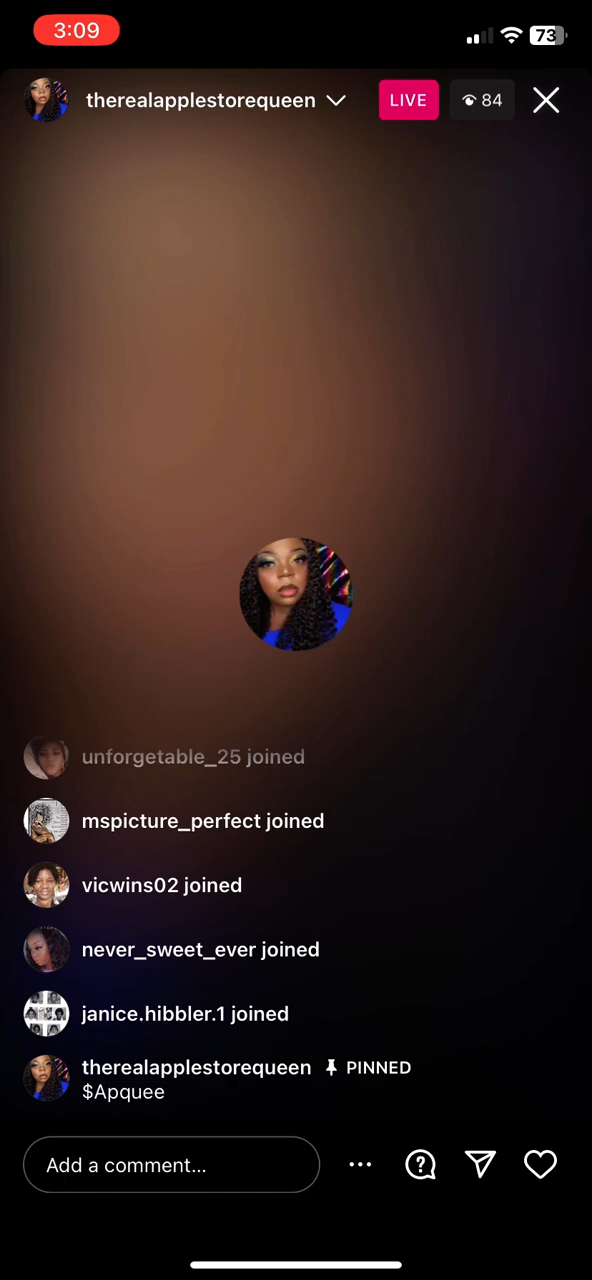 3:09
73
therealapplestorequeen
LIVE
84
unforgetable_25 joined
mspicture_perfect joined
vicwins02 joined
never_sweet_ever joined
janice.hibbler.1 joined
therealapplestorequeen PINNED
$Apquee
Add a comment...